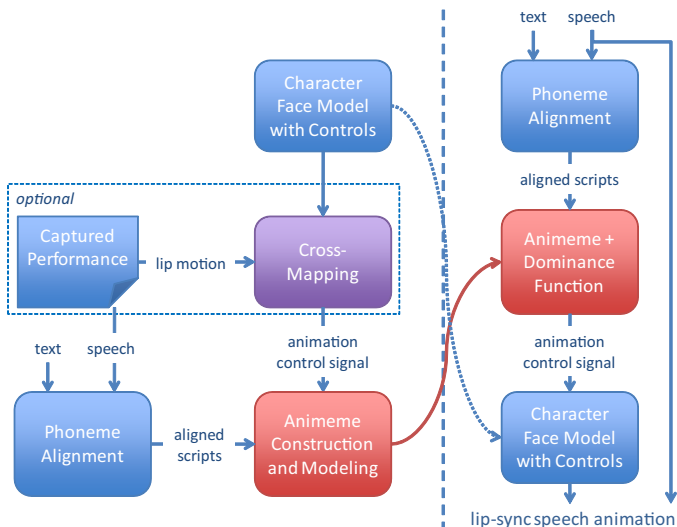 Character
Face Model
with Controls
optional
Captured
Performance
lip motion
Cross-
Mapping
text
speech
animation
control signal
Phoneme
Alignment
aligned
scripts
Animeme
Construction
and Modeling
text
speech
Phoneme
Alignment
aligned scripts
Animeme +
Dominance
Function
animation
control signal
Character
Face Model
with Controls
lip-sync speech animation